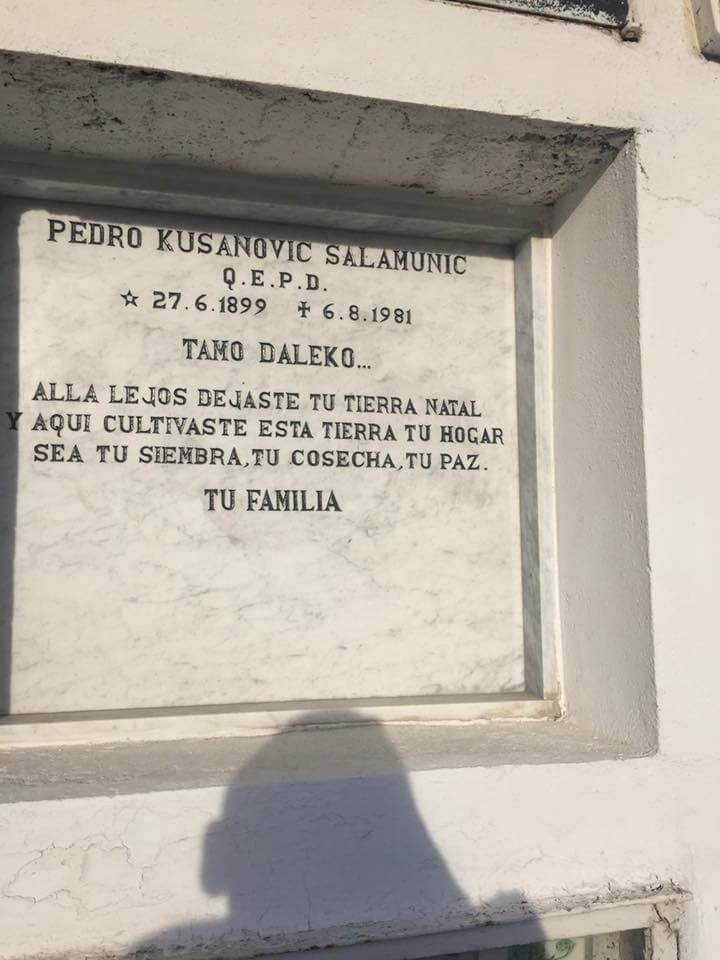 PEDRO KUSANOVIC SALAMUNIC
Q.E.P.D.
☆ 27.6.1899 ✝ 6.8.1981
TAMO DALEKO...
ALLA LEJOS DEJASTE TU TIERRA NATAL
Y AQUI CULTIVASTE ESTA TIERRA TU HOGAR
SEA TU SIEMBRA, TU COSECHA, TU PAZ.
TU FAMILIA